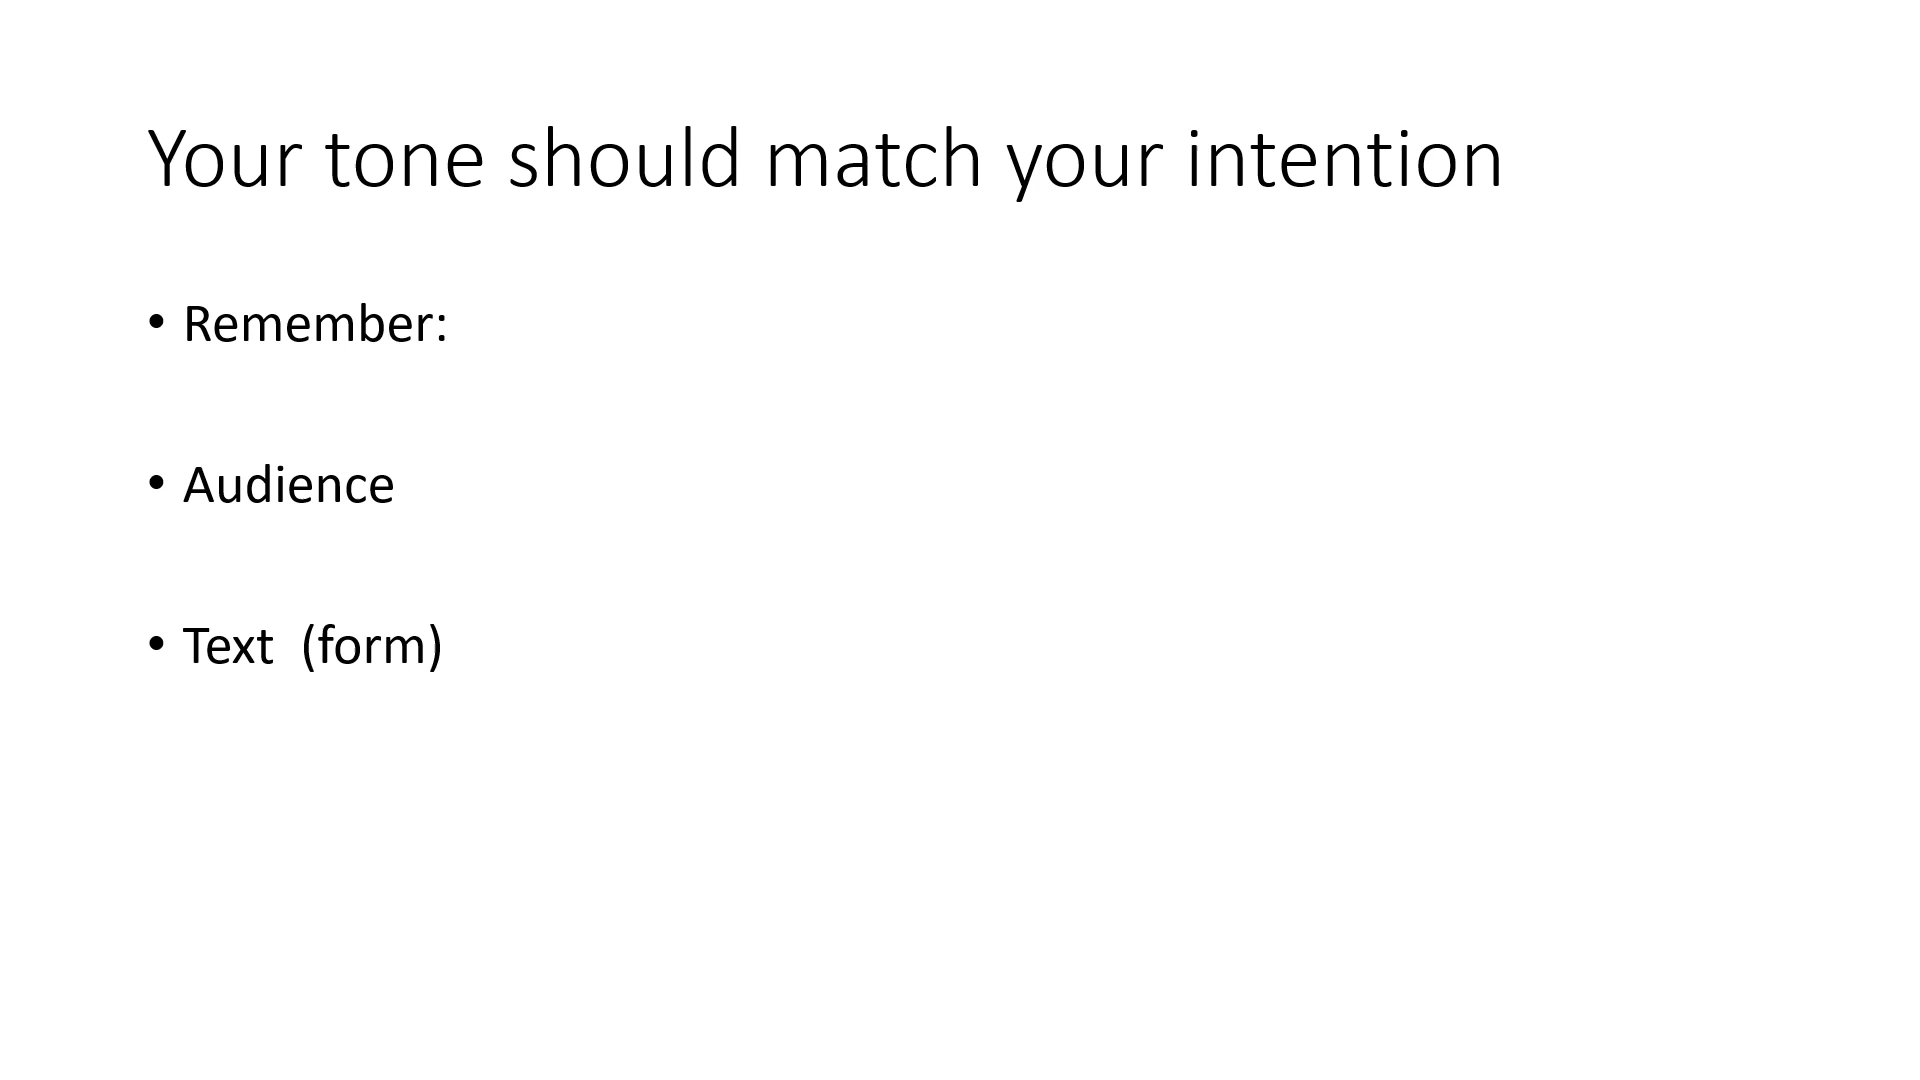 Your tone should match your intention
• Remember:
• Audience
• Text  (form)